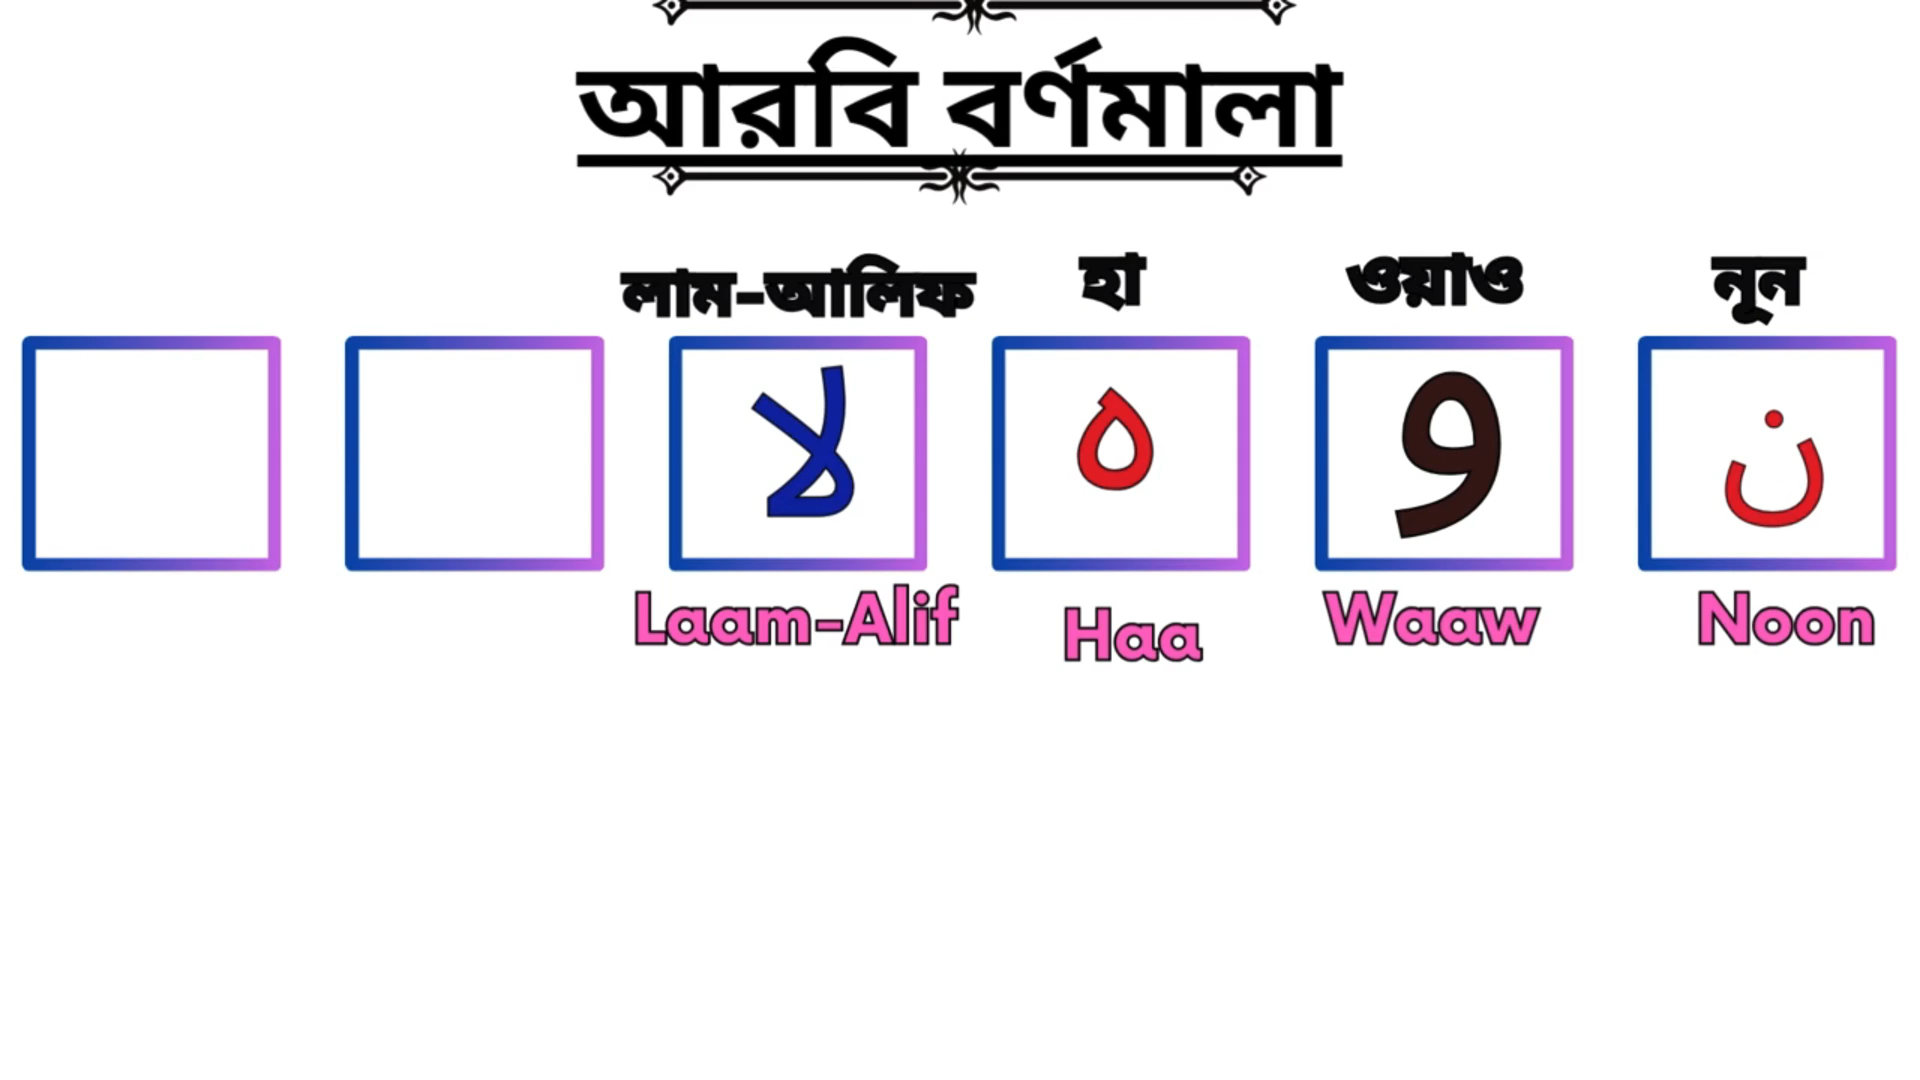 আরবি বর্ণমালা
লাম-আলিফ হা ওয়াও নূন
لا ه و ن
Laam-Alif Haa Waaw Noon